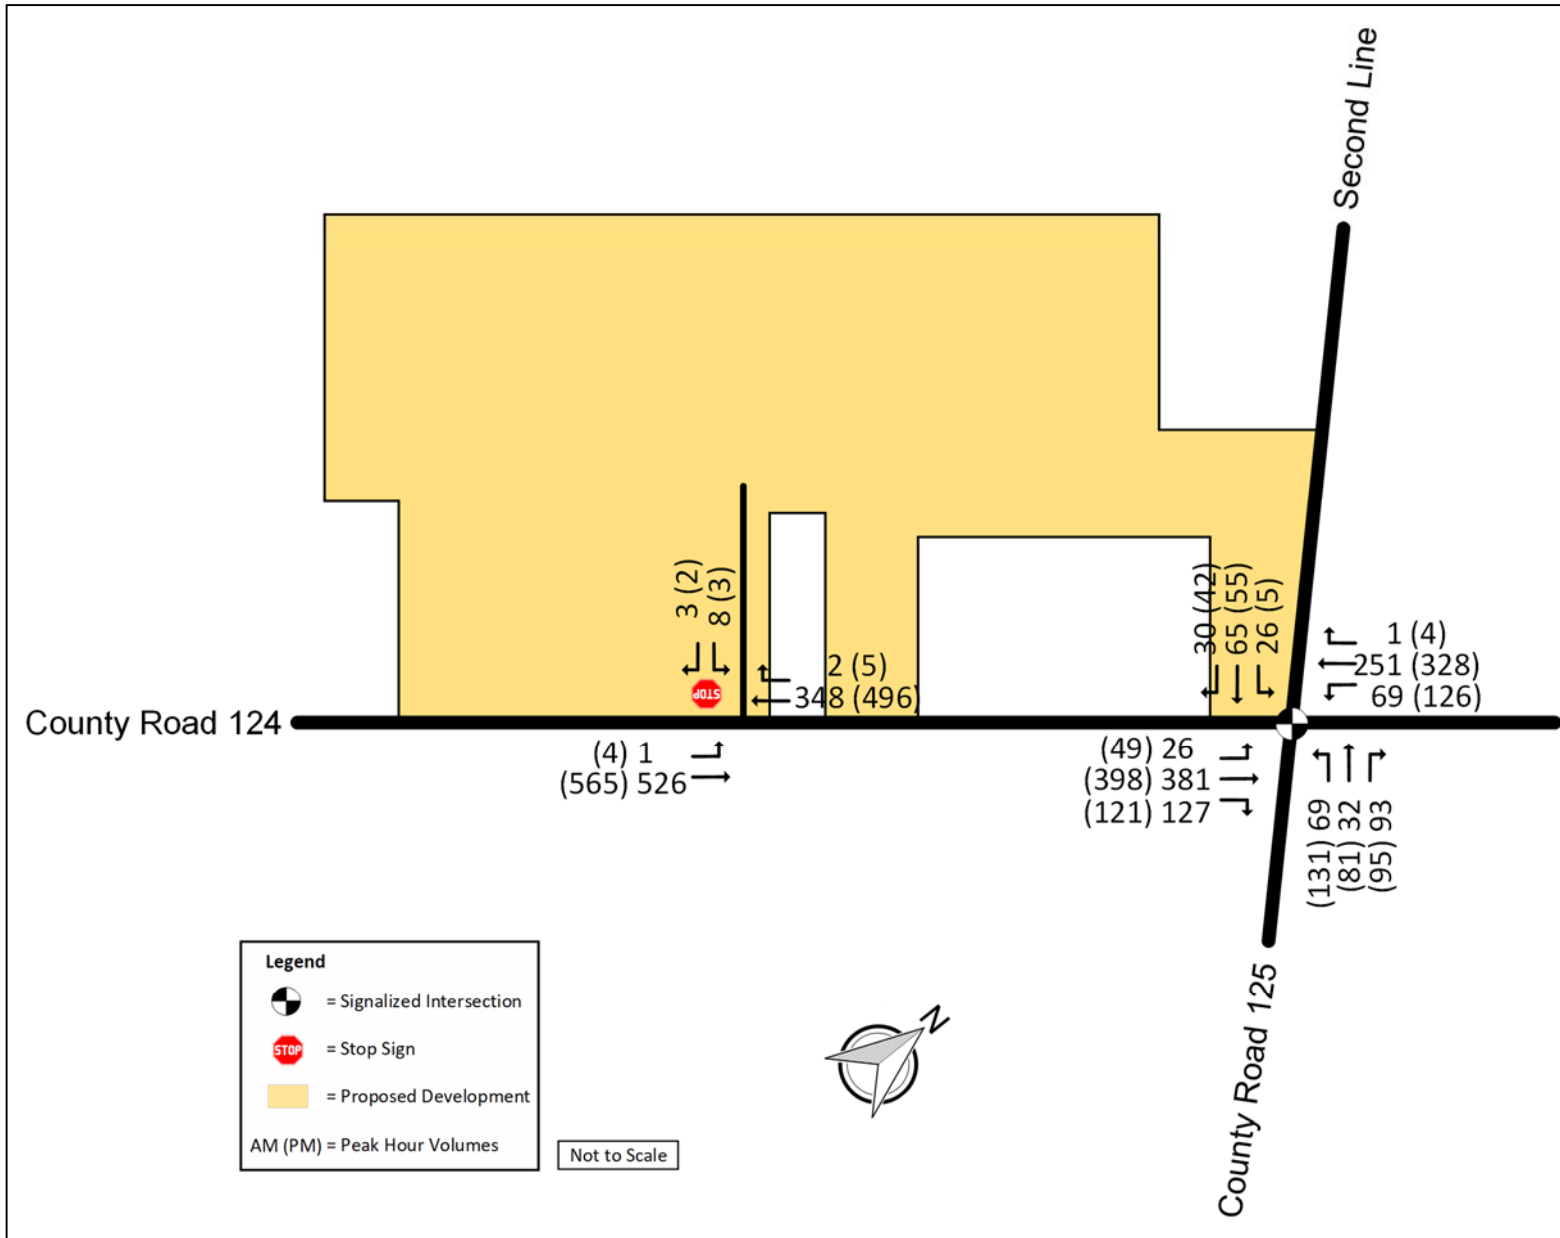 Second Line
3 (2)
8 (3)
30 (42)
65 (55)
26 (5)
1 (4)
251 (328)
69 (126)
2 (5)
348 (496)
STOP
County Road 124
(4) 1
(565) 526
(49) 26
(398) 381
(121) 127
(131) 69
(81) 32
(95) 93
Legend
= Signalized Intersection
STOP = Stop Sign
= Proposed Development
AM (PM) = Peak Hour Volumes
Not to Scale
N
County Road 125